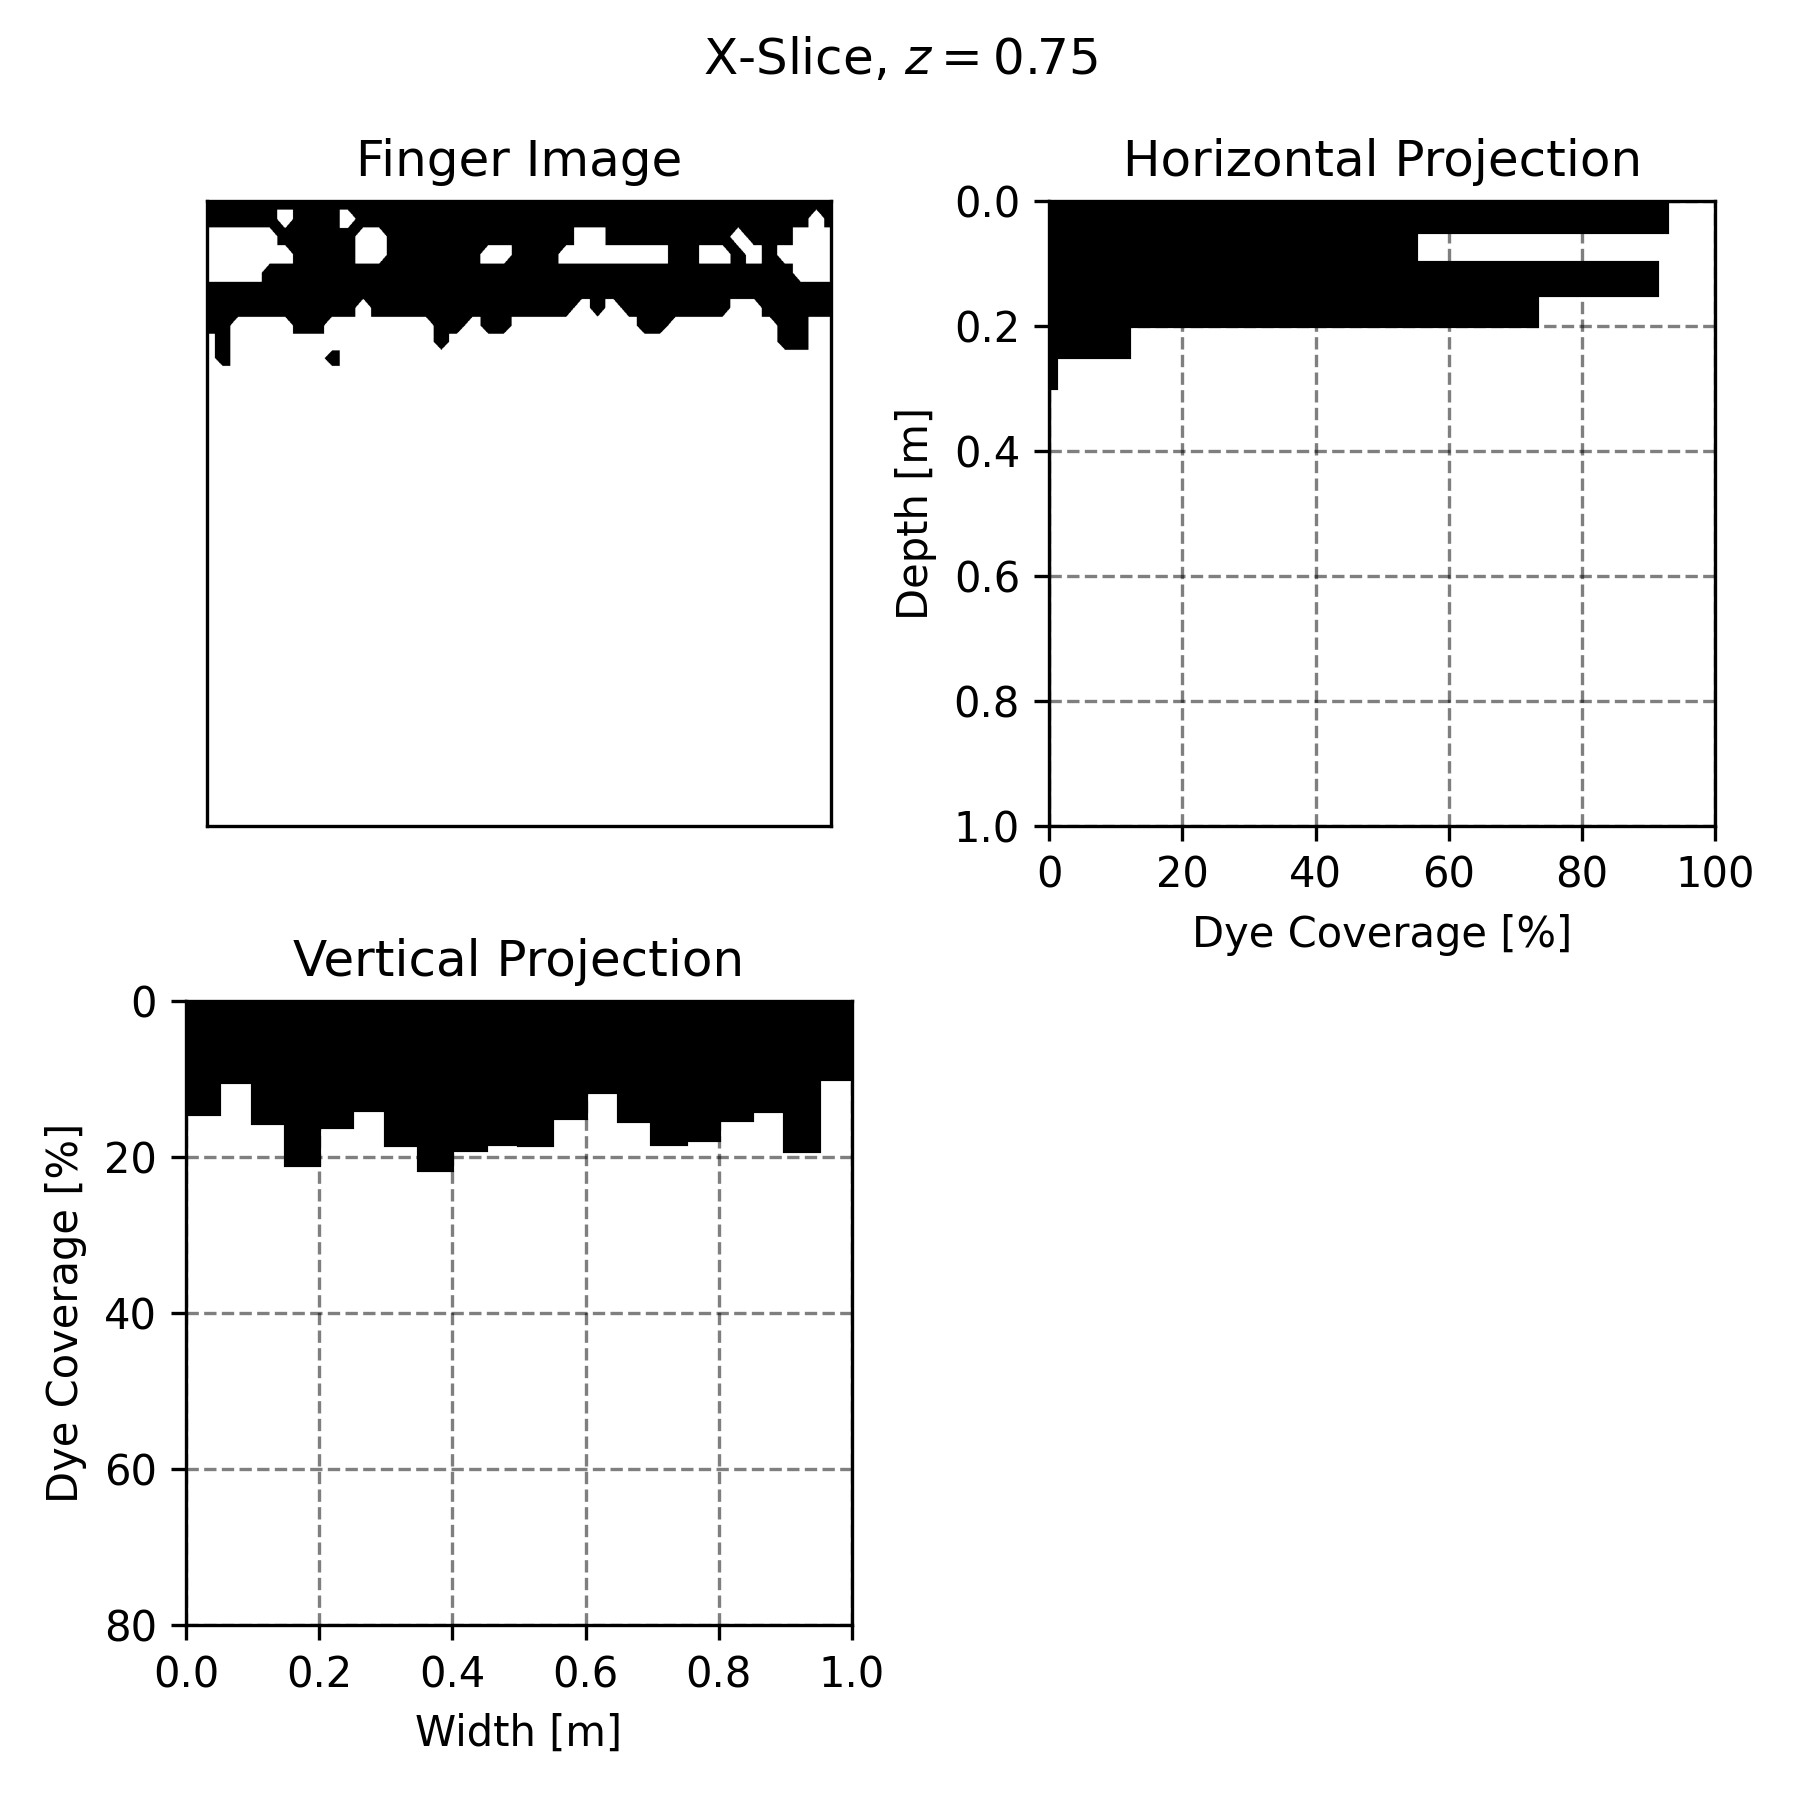 X-Slice, z = 0.75
Finger Image
Horizontal Projection
0.0
0.2
0.4
0.6
0.8
1.0
Depth [m]
0 20 40 60 80 100
Dye Coverage [%]
Vertical Projection
0
20
40
60
80
Dye Coverage [%]
0.0 0.2 0.4 0.6 0.8 1.0
Width [m]